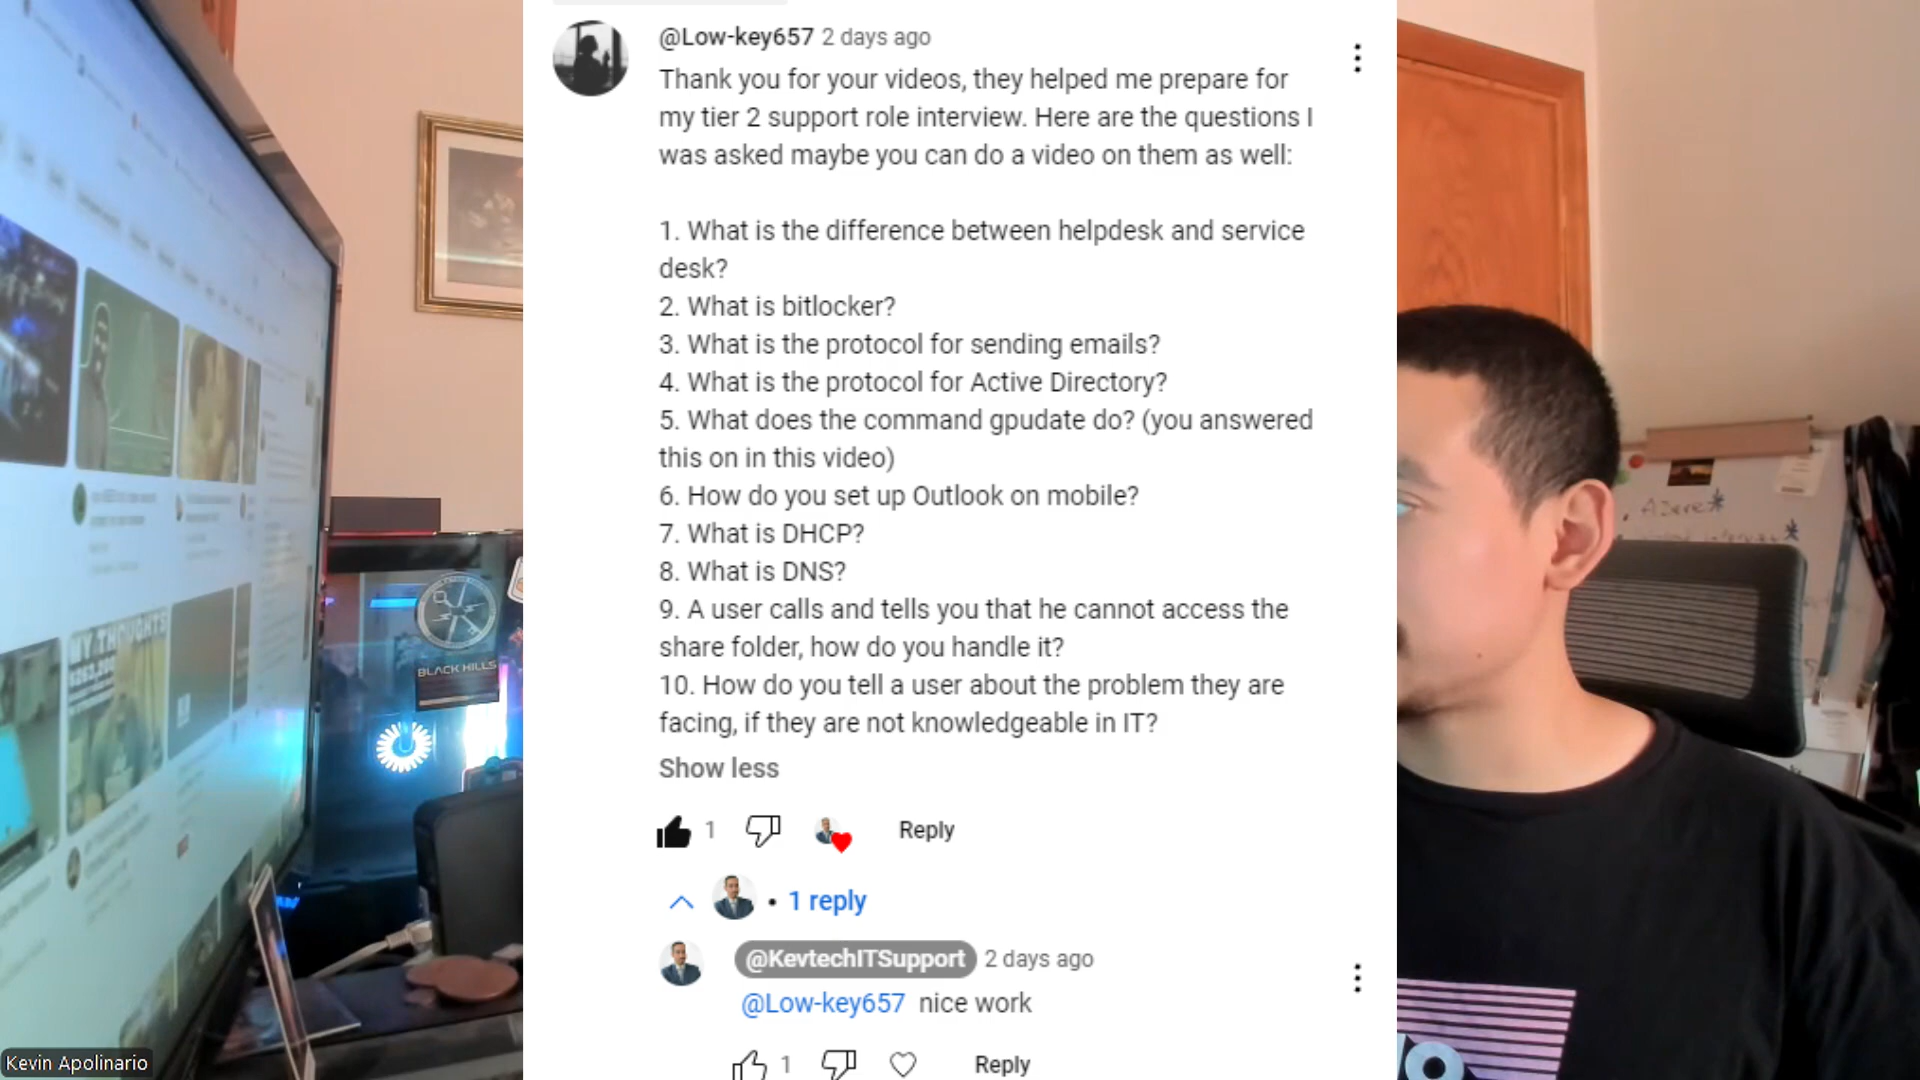 @Low-key657 2 days ago
Thank you for your videos, they helped me prepare for
my tier 2 support role interview. Here are the questions I
was asked maybe you can do a video on them as well:
1. What is the difference between helpdesk and service
desk?
2. What is bitlocker?
3. What is the protocol for sending emails?
4. What is the protocol for Active Directory?
5. What does the command gpudate do? (you answered
this on in this video)
6. How do you set up Outlook on mobile?
7. What is DHCP?
8. What is DNS?
9. A user calls and tells you that he cannot access the
share folder, how do you handle it?
10. How do you tell a user about the problem they are
facing, if they are not knowledgeable in IT?
Show less
1
Reply
1 reply
@KevtechITSupport 2 days ago
@Low-key657 nice work
1
Reply
MY THOUGHTS
BLACK HILLS
Azure
Kevin Apolinario